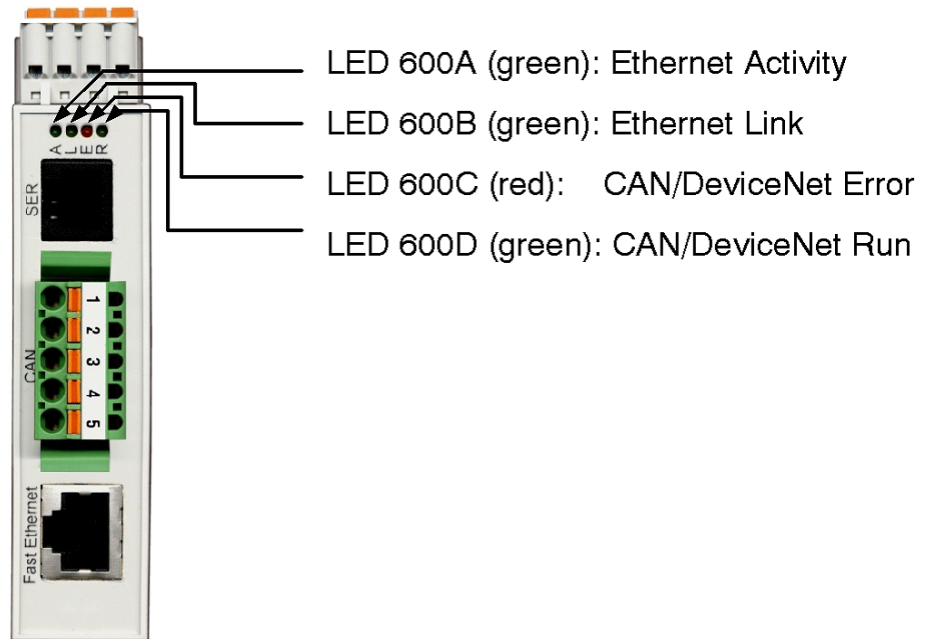 LED 600A (green): Ethernet Activity
LED 600B (green): Ethernet Link
LED 600C (red): CAN/DeviceNet Error
LED 600D (green): CAN/DeviceNet Run
A L E R
SER
CAN
1
2
3
4
5
Fast Ethernet